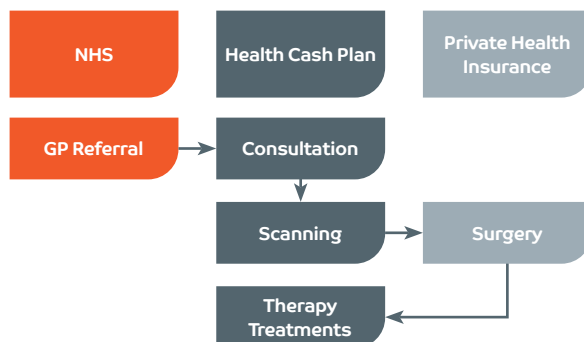 NHS
Health Cash Plan
Private Health
Insurance
GP Referral
Consultation
Scanning
Surgery
Therapy
Treatments